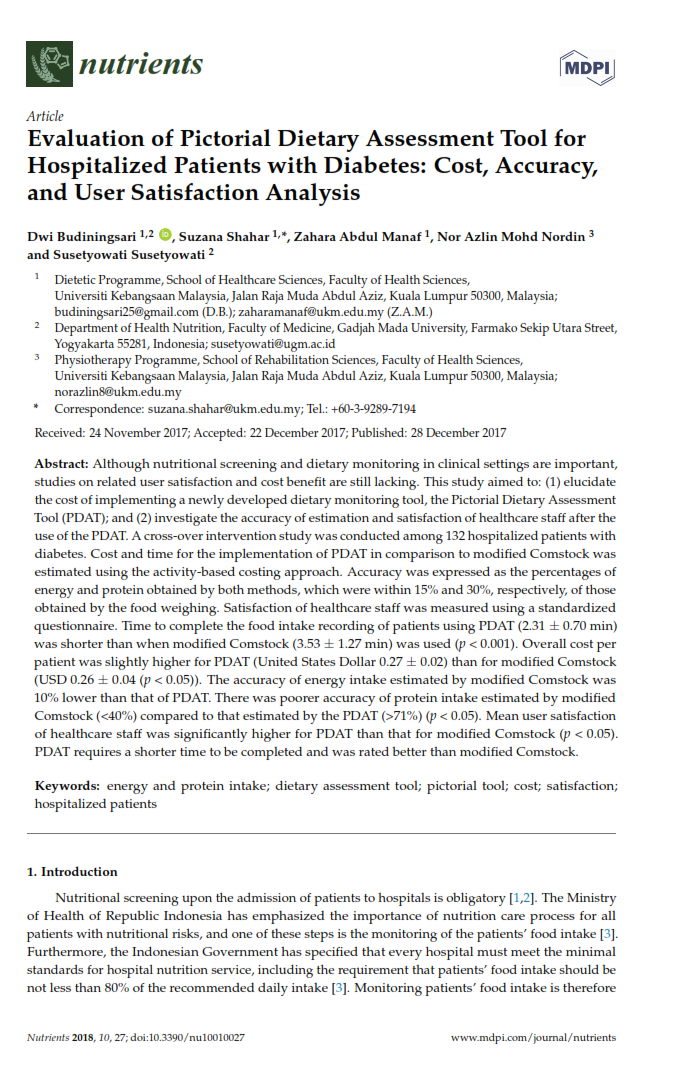 nutrients
MDPI
Article
Evaluation of Pictorial Dietary Assessment Tool for
Hospitalized Patients with Diabetes: Cost, Accuracy,
and User Satisfaction Analysis
Dwi Budiningsari 1,2 iD, Suzana Shahar 1,*, Zahara Abdul Manaf 1, Nor Azlin Mohd Nordin 3
and Susetyowati Susetyowati 2
1 Dietetic Programme, School of Healthcare Sciences, Faculty of Health Sciences,
Universiti Kebangsaan Malaysia, Jalan Raja Muda Abdul Aziz, Kuala Lumpur 50300, Malaysia;
budiningsari25@gmail.com (D.B.); zaharamanaf@ukm.edu.my (Z.A.M.)
2 Department of Health Nutrition, Faculty of Medicine, Gadjah Mada University, Farmako Sekip Utara Street,
Yogyakarta 55281, Indonesia; susetyowati@ugm.ac.id
3 Physiotherapy Programme, School of Rehabilitation Sciences, Faculty of Health Sciences,
Universiti Kebangsaan Malaysia, Jalan Raja Muda Abdul Aziz, Kuala Lumpur 50300, Malaysia;
norazlin8@ukm.edu.my
* Correspondence: suzana.shahar@ukm.edu.my; Tel.: +60-3-9289-7194
Received: 24 November 2017; Accepted: 22 December 2017; Published: 28 December 2017
Abstract: Although nutritional screening and dietary monitoring in clinical settings are important,
studies on related user satisfaction and cost benefit are still lacking. This study aimed to: (1) elucidate
the cost of implementing a newly developed dietary monitoring tool, the Pictorial Dietary Assessment
Tool (PDAT); and (2) investigate the accuracy of estimation and satisfaction of healthcare staff after the
use of the PDAT. A cross-over intervention study was conducted among 132 hospitalized patients with
diabetes. Cost and time for the implementation of PDAT in comparison to modified Comstock was
estimated using the activity-based costing approach. Accuracy was expressed as the percentages of
energy and protein obtained by both methods, which were within 15% and 30%, respectively, of those
obtained by the food weighing. Satisfaction of healthcare staff was measured using a standardized
questionnaire. Time to complete the food intake recording of patients using PDAT (2.31 ± 0.70 min)
was shorter than when modified Comstock (3.53 ± 1.27 min) was used (p < 0.001). Overall cost per
patient was slightly higher for PDAT (United States Dollar 0.27 ± 0.02) than for modified Comstock
(USD 0.26 ± 0.04 (p < 0.05)). The accuracy of energy intake estimated by modified Comstock was
10% lower than that of PDAT. There was poorer accuracy of protein intake estimated by modified
Comstock (<40%) compared to that estimated by the PDAT (>71%) (p < 0.05). Mean user satisfaction
of healthcare staff was significantly higher for PDAT than that for modified Comstock (p < 0.05).
PDAT requires a shorter time to be completed and was rated better than modified Comstock.
Keywords: energy and protein intake; dietary assessment tool; pictorial tool; cost; satisfaction;
hospitalized patients
1. Introduction
Nutritional screening upon the admission of patients to hospitals is obligatory [1,2]. The Ministry
of Health of Republic Indonesia has emphasized the importance of nutrition care process for all
patients with nutritional risks, and one of these steps is the monitoring of the patients' food intake [3].
Furthermore, the Indonesian Government has specified that every hospital must meet the minimal
standards for hospital nutrition service, including the requirement that patients' food intake should be
not less than 80% of the recommended daily intake [3]. Monitoring patients' food intake is therefore
Nutrients 2018, 10, 27; doi:10.3390/nu10010027
www.mdpi.com/journal/nutrients